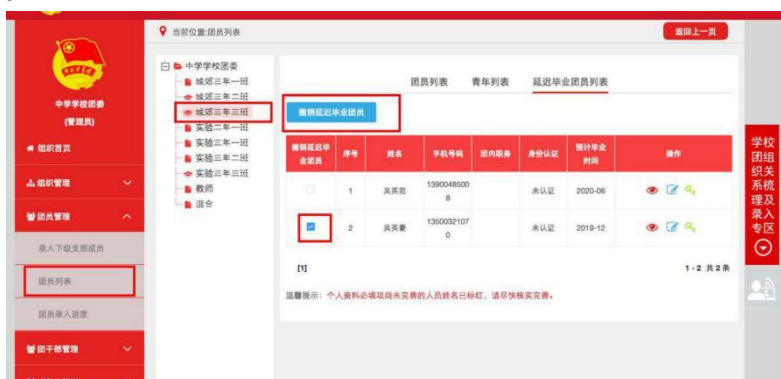 当前位置:团员列表
返回上一页
中学学校团委
(管理员)
组织首页
组织管理
团员管理
录入下级支部成员
团员列表
团员录入进度
团干部管理
中学学校团委
城郊三年一班
城郊三年二班
城郊三年三班
实验二年一班
实验三年一班
实验三年二班
实验三年三班
教师
混合
团员列表 青年列表 延迟毕业团员列表
撤销延迟毕业团员
撤销延迟毕业团员 序号 姓名 手机号码 团内职务 身份认证 预计毕业时间 操作
1 吴英范 13900485008 未认证 2020-06
2 吴英豪 13500321070 未认证 2019-12
[1]
1-2 共2条
温馨提示：个人资料必填项尚未完善的人员姓名已标红，请尽快核实完善。
学校
团组
织关
系统
理及
录入
专区